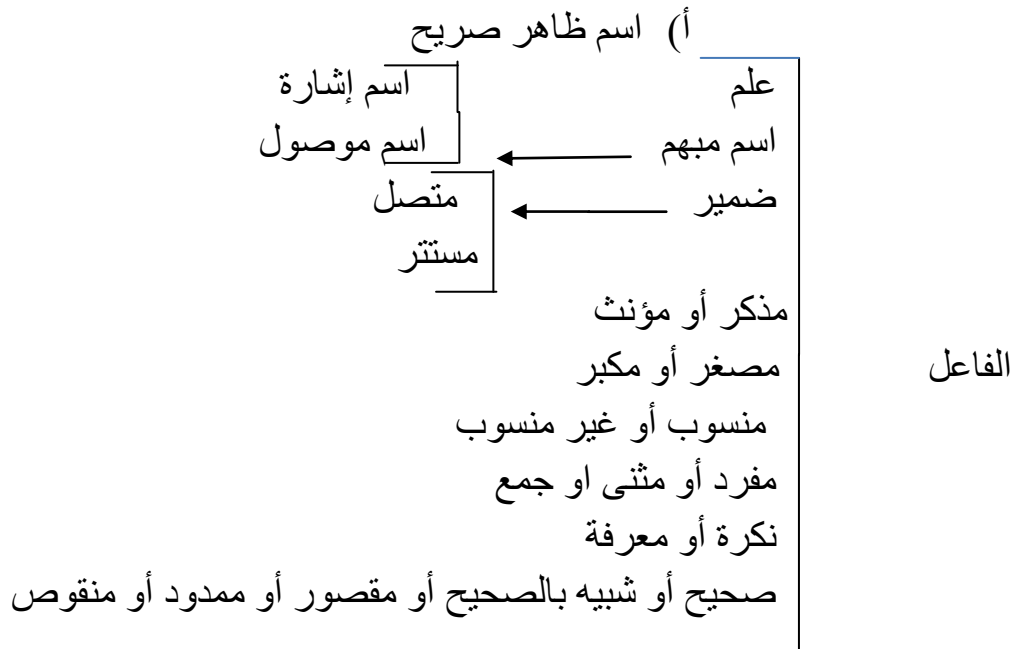 أ) اسم ظاهر صريح
علم اسم إشارة
اسم مبهم اسم موصول
ضمير متصل
مستتر
مذكر أو مؤنث
الفاعل مصغر أو مكبر
منسوب أو غير منسوب
مفرد أو مثنى او جمع
نكرة أو معرفة
صحيح أو شبيه بالصحيح أو مقصور أو ممدود أو منقوص